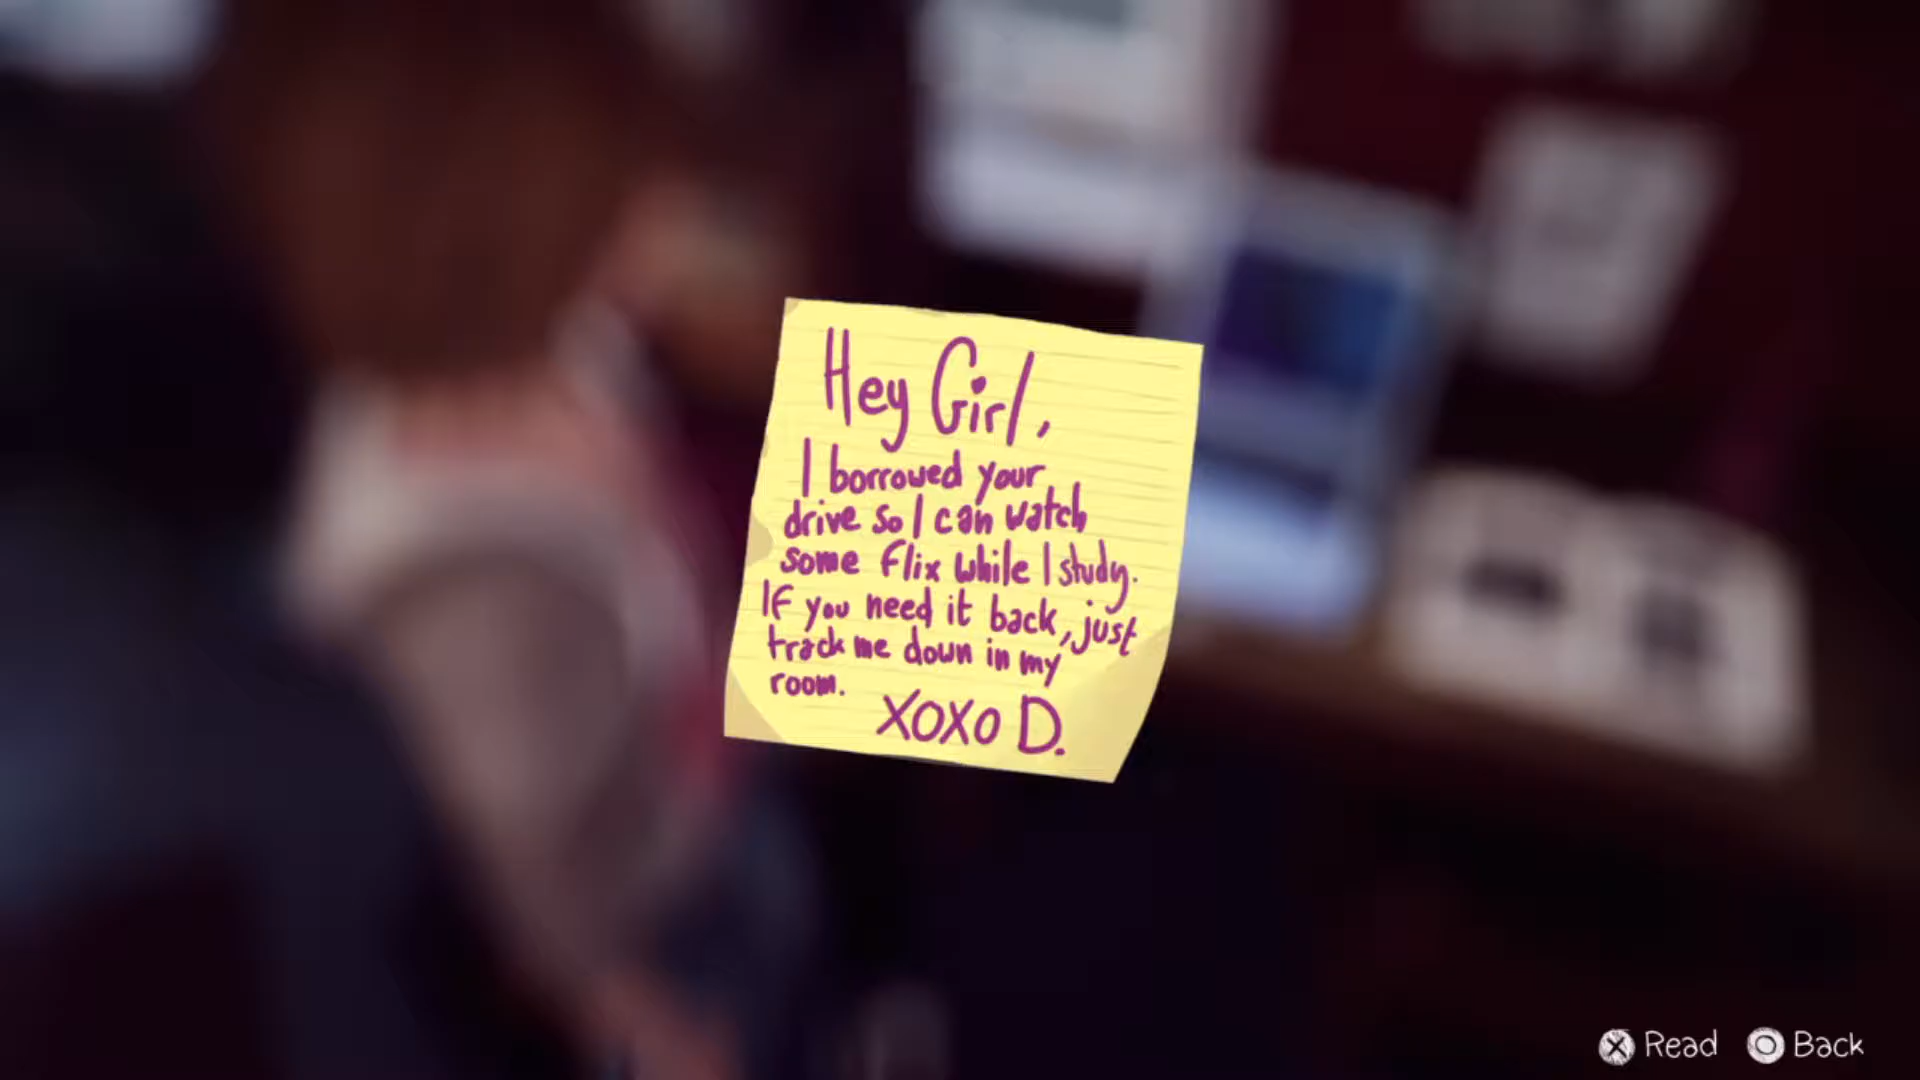 Hey Girl,
I borrowed your
drive so I can watch
some flix while I study.
If you need it back, just
track me down in my
room.
XOXO D.
Read Back